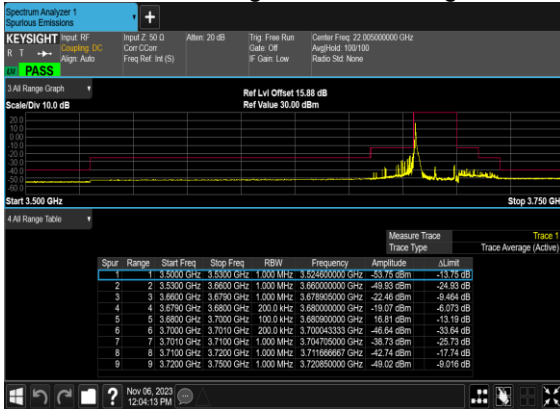 Spectrum Analyzer 1
Spurious Emissions
+
KEYSIGHT Input: RF Input Z: 50 Ω Atten: 20 dB Trig: Free Run Center Freq: 22.005000000 GHz
R T Coupling: DC Corr CCorr Gate: Off Avg|Hold: 100/100
Align: Auto Freq Ref: Int (S) IF Gain: Low Radio Std: None
PASS
3 All Range Graph Ref Lvl Offset 15.88 dB
Scale/Div 10.0 dB Ref Value 30.00 dBm
20.0
10.0
0.00
-10.0
-20.0
-30.0
-40.0
-50.0
-60.0
Start 3.500 GHz Stop 3.750 GH
4 All Range Table
Measure Trace Trace 1
Trace Type Trace Average (Active)
Spur Range Start Freq Stop Freq RBW Frequency Amplitude ΔLimit
1 1 3.5000 GHz 3.5300 GHz 1.000 MHz 3.524600000 GHz -53.75 dBm -13.75 dB
2 2 3.5300 GHz 3.6600 GHz 1.000 MHz 3.660000000 GHz -49.93 dBm -24.93 dB
3 3 3.6600 GHz 3.6790 GHz 1.000 MHz 3.678905000 GHz -22.46 dBm -9.464 dB
4 4 3.6790 GHz 3.6800 GHz 200.0 kHz 3.680000000 GHz -19.07 dBm -6.073 dB
5 5 3.6800 GHz 3.7000 GHz 100.0 kHz 3.680900000 GHz 16.81 dBm -13.19 dB
6 6 3.7000 GHz 3.7010 GHz 200.0 kHz 3.700043333 GHz -46.64 dBm -33.64 dB
7 7 3.7010 GHz 3.7100 GHz 1.000 MHz 3.704705000 GHz -38.73 dBm -25.73 dB
8 8 3.7100 GHz 3.7200 GHz 1.000 MHz 3.711666667 GHz -42.74 dBm -17.74 dB
9 9 3.7200 GHz 3.7500 GHz 1.000 MHz 3.720850000 GHz -49.02 dBm -9.016 dB
? Nov 06, 2023
12:04:13 PM